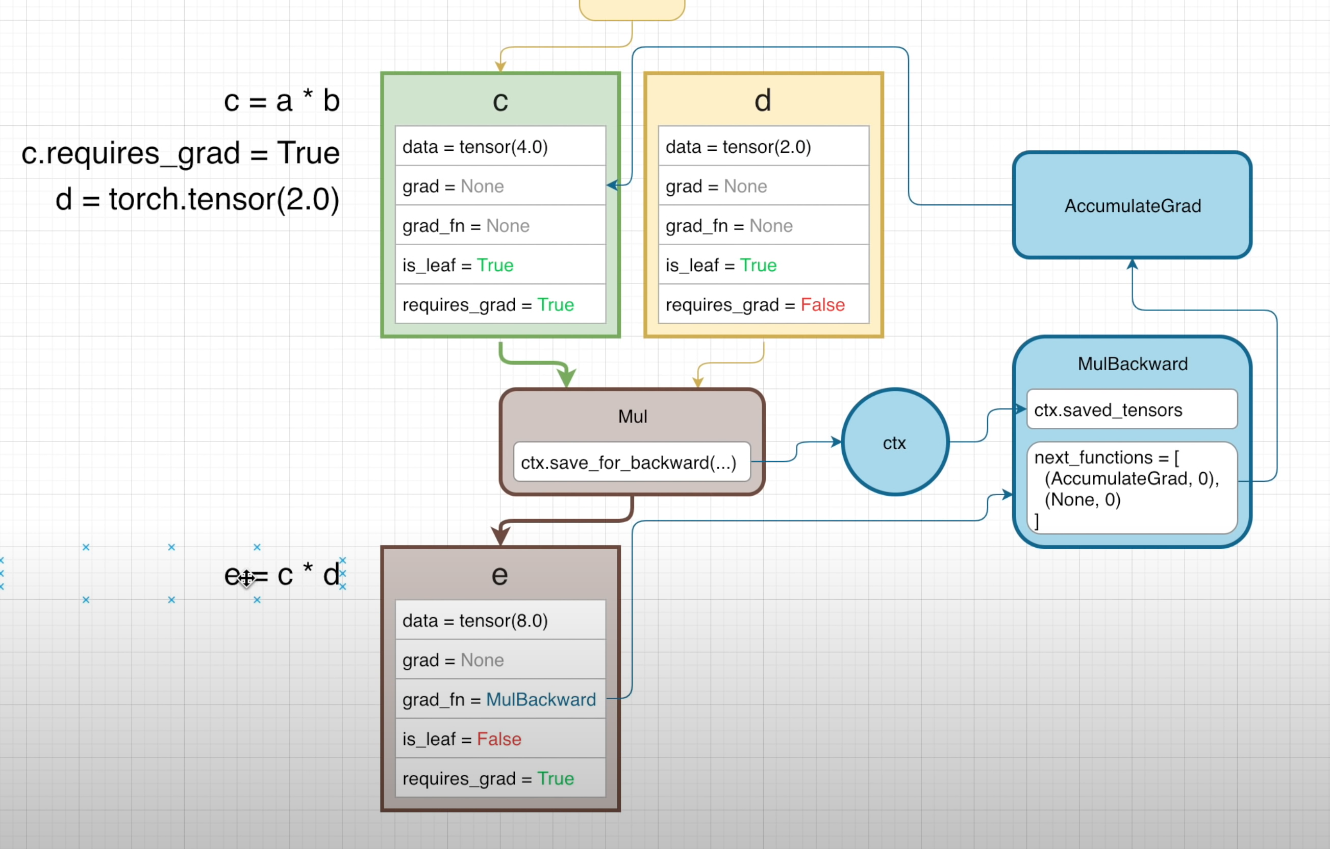 c = a * b
c.requires_grad = True
d = torch.tensor(2.0)
c
data = tensor(4.0)
grad = None
grad_fn = None
is_leaf = True
requires_grad = True
d
data = tensor(2.0)
grad = None
grad_fn = None
is_leaf = True
requires_grad = False
AccumulateGrad
Mul
ctx.save_for_backward(...)
ctx
MulBackward
ctx.saved_tensors
next_functions = [
(AccumulateGrad, 0),
(None, 0)
]
e = c * d
e
data = tensor(8.0)
grad = None
grad_fn = MulBackward
is_leaf = False
requires_grad = True